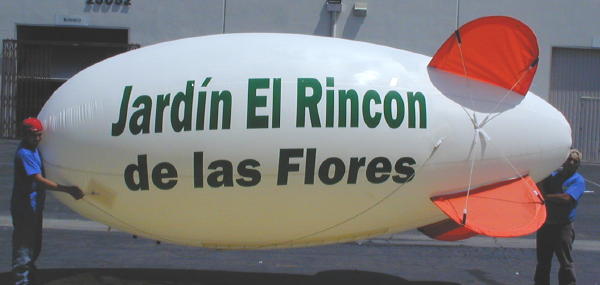 Jardín El Rincon
de las Flores